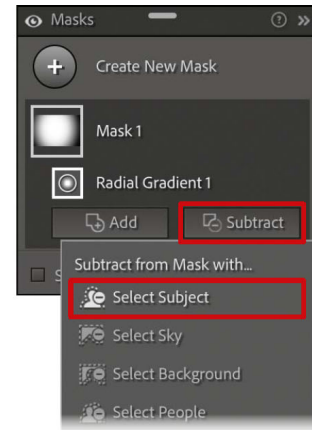 Masks
Create New Mask
Mask 1
Radial Gradient 1
Add Subtract
Subtract from Mask with...
Select Subject
Select Sky
Select Background
Select People